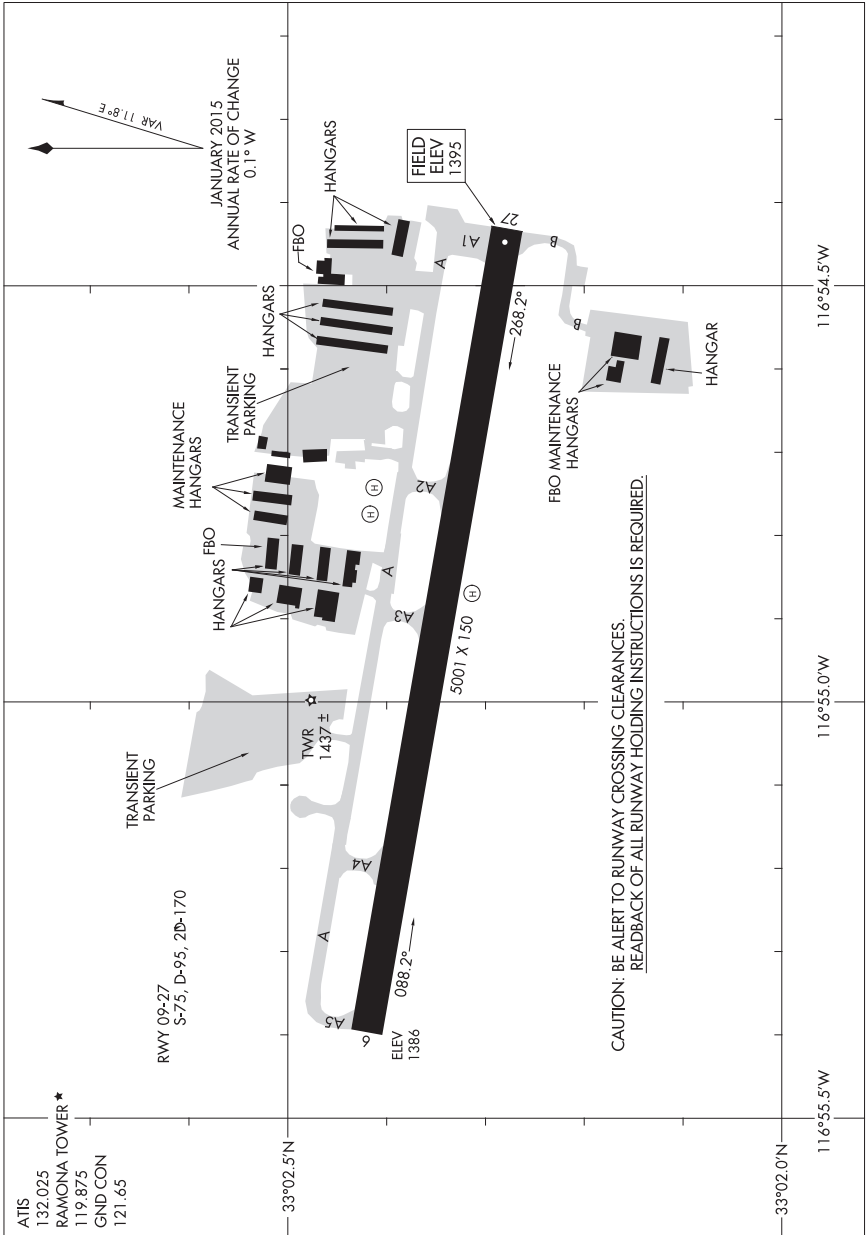 ATIS
132.025
RAMONA TOWER★
119.875
GND CON
121.65
RWY 09-27
S-75, D-95, 2D-170
VAR 11.8°E
JANUARY 2015
ANNUAL RATE OF CHANGE
0.1° W
HANGARS
FBO
HANGARS
TRANSIENT
PARKING
MAINTENANCE
HANGARS
FBO
HANGARS
TRANSIENT
PARKING
TWR
1437 ±
FIELD
ELEV
1395
27
A1
A
B
B
268.2°
A2
A
A3
5001 X 150
H
H
H
A4
A
A5
9
ELEV
1386
088.2°
FBO MAINTENANCE
HANGARS
HANGAR
CAUTION: BE ALERT TO RUNWAY CROSSING CLEARANCES.
READBACK OF ALL RUNWAY HOLDING INSTRUCTIONS IS REQUIRED.
33°02.5'N
33°02.0'N
116°55.5'W
116°55.0'W
116°54.5'W